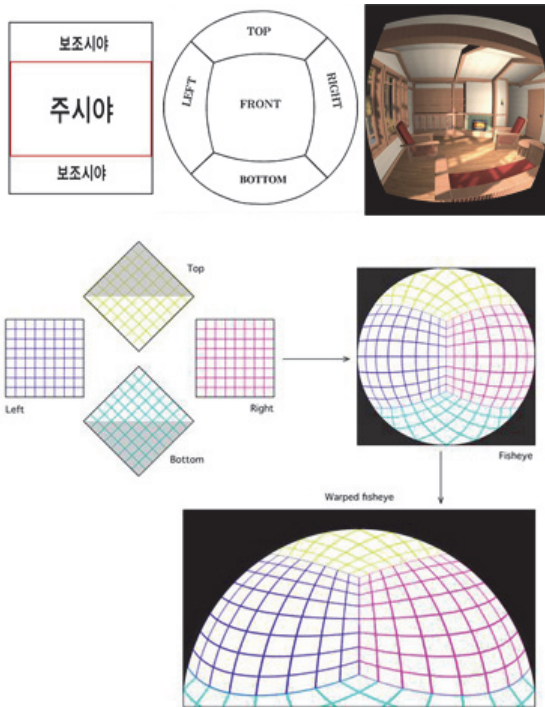 보조시야
주시야
보조시야
TOP
LEFT
FRONT
RIGHT
BOTTOM
Top
Left
Right
Bottom
Fisheye
Warped fisheye